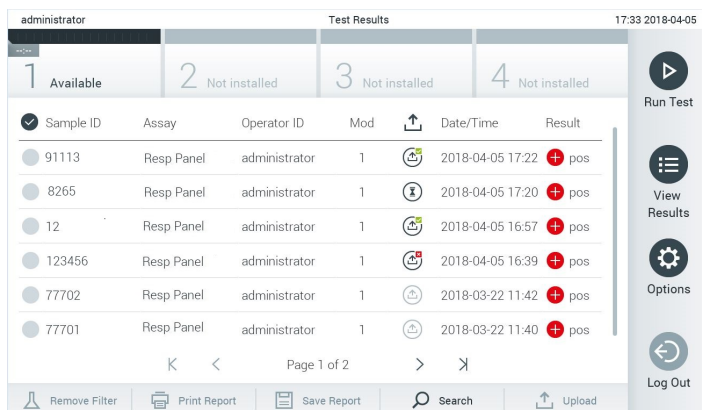 administrator Test Results 17:33 2018-04-05
--:--
1 Available 2 Not installed 3 Not installed 4 Not installed
Run Test
Sample ID Assay Operator ID Mod Date/Time Result
91113 Resp Panel administrator 1 2018-04-05 17:22 pos
8265 Resp Panel administrator 1 2018-04-05 17:20 pos
View
Results
12 Resp Panel administrator 1 2018-04-05 16:57 pos
123456 Resp Panel administrator 1 2018-04-05 16:39 pos
Options
77702 Resp Panel administrator 1 2018-03-22 11:42 pos
77701 Resp Panel administrator 1 2018-03-22 11:40 pos
Page 1 of 2
Log Out
Remove Filter Print Report Save Report Search Upload